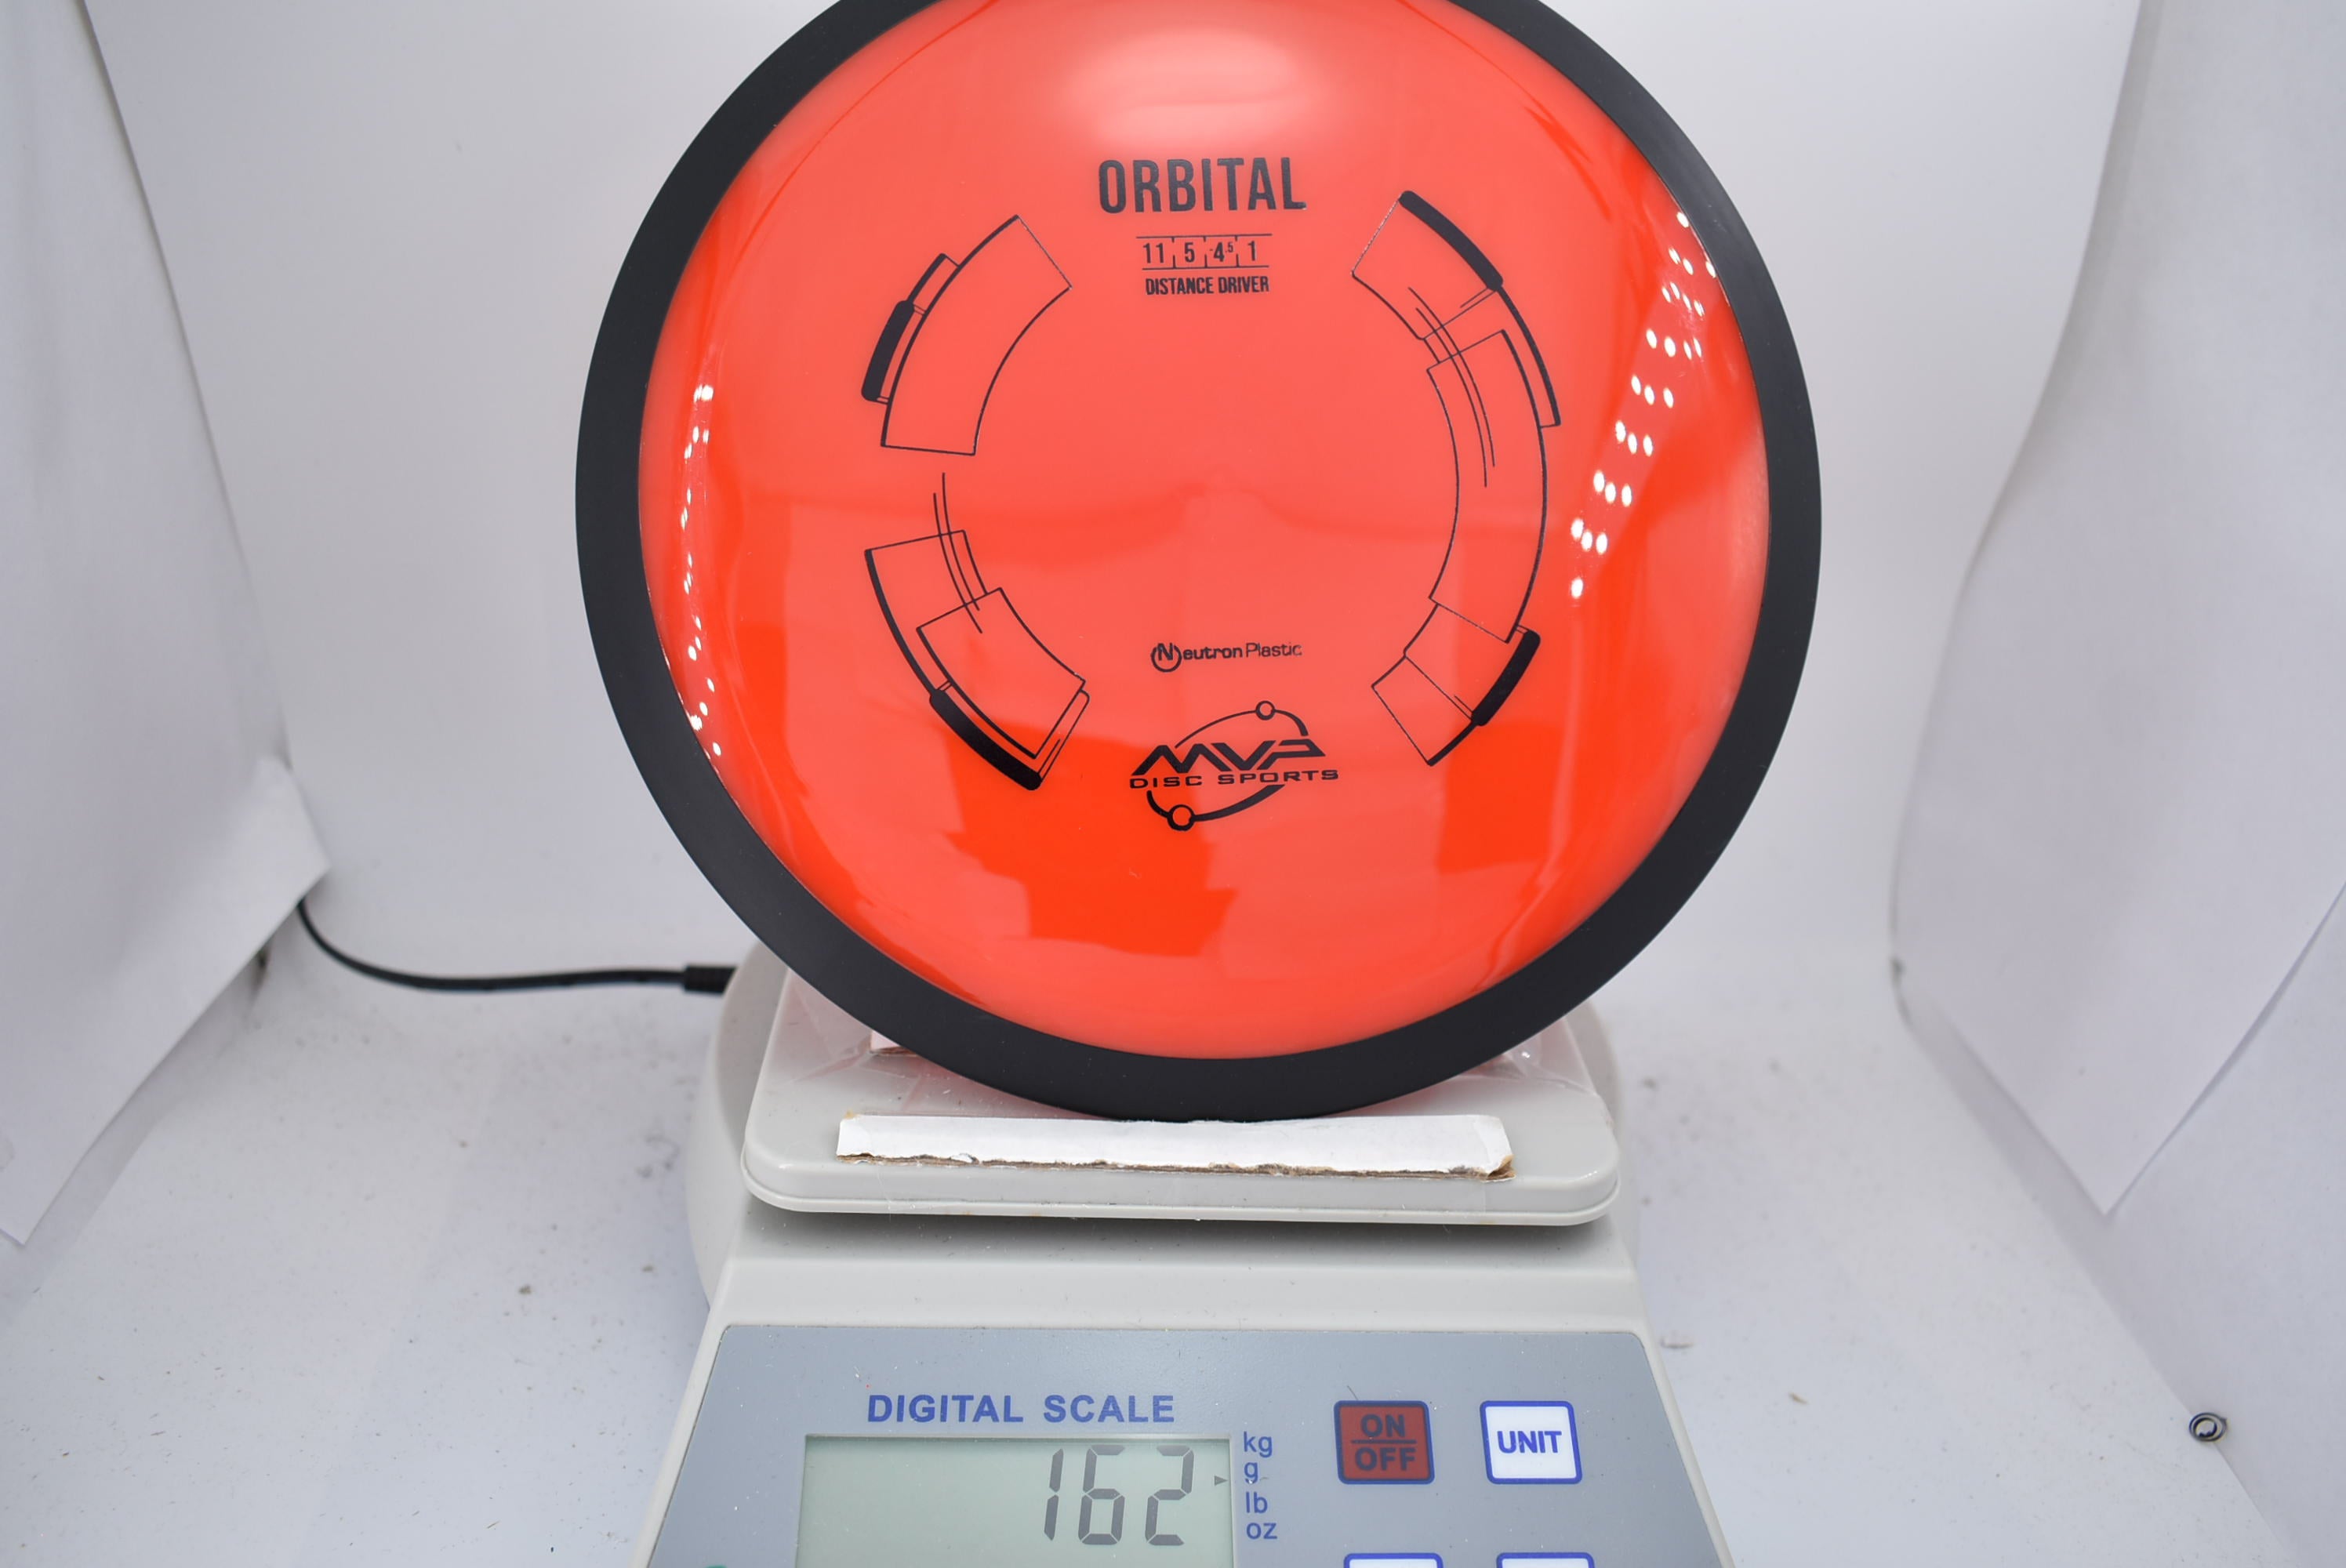 ORBITAL
11 5 -4.5 1
DISTANCE DRIVER
Neutron Plastic
MVP
DISC SPORTS
DIGITAL SCALE
162
kg
g
lb
oz
ON
OFF
UNIT